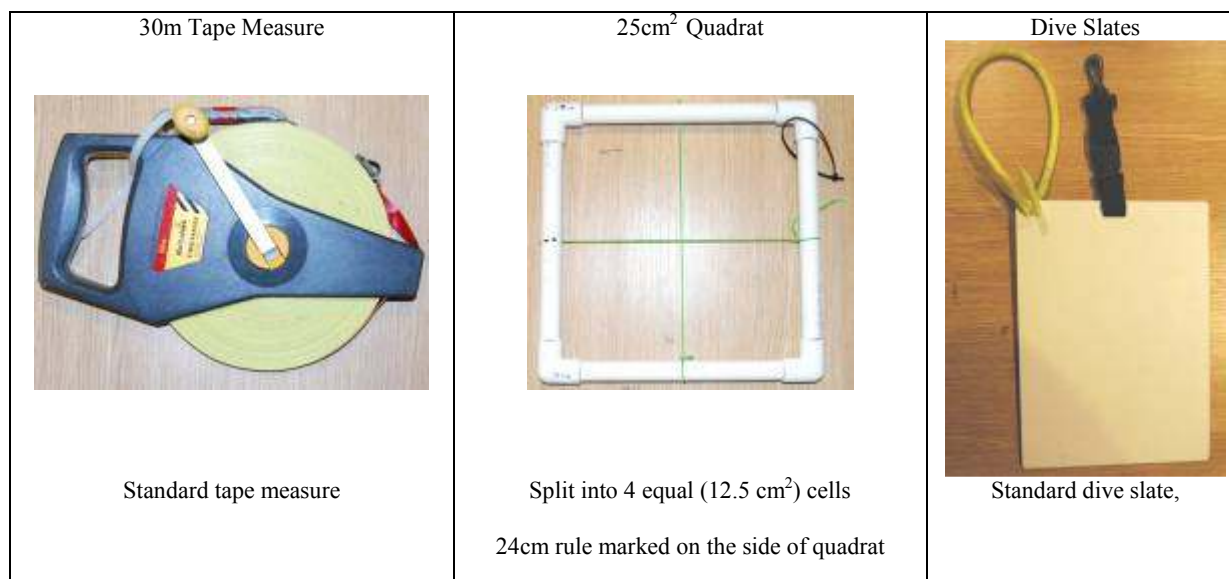 30m Tape Measure
Standard tape measure
25cm² Quadrat
Split into 4 equal (12.5 cm²) cells
24cm rule marked on the side of quadrat
Dive Slates
Standard dive slate,